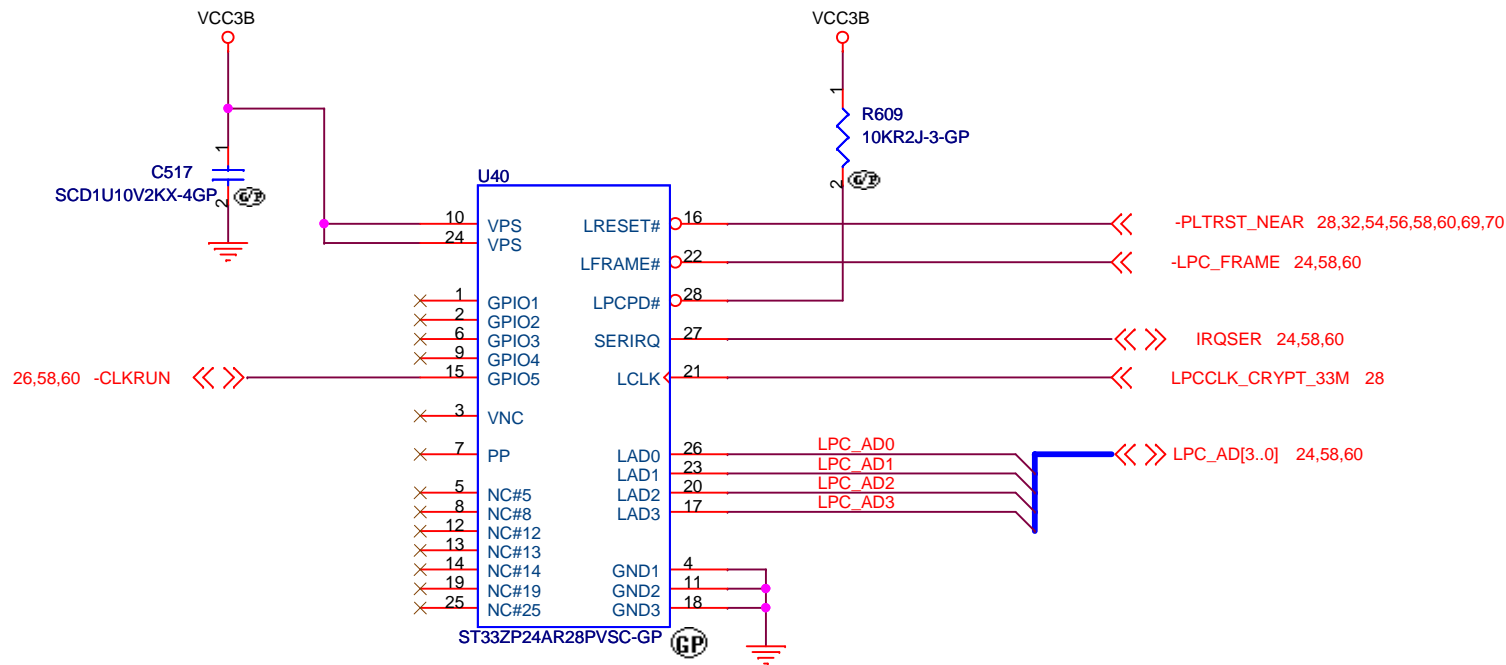 VCC3B
VCC3B
1
C517
SCD1U10V2KX-4GP
2
G/P
1
R609
10KR2J-3-GP
2
G/P
U40
10 VPS
24 VPS
1 GPIO1
2 GPIO2
6 GPIO3
9 GPIO4
26,58,60 -CLKRUN
15 GPIO5
3 VNC
7 PP
5 NC#5
8 NC#8
12 NC#12
13 NC#13
14 NC#14
19 NC#19
25 NC#25
LRESET# 16 -PLTRST_NEAR 28,32,54,56,58,60,69,70
LFRAME# 22 -LPC_FRAME 24,58,60
LPCPD# 28
SERIRQ 27 IRQSER 24,58,60
LCLK 21 LPCCLK_CRYPT_33M 28
LAD0 26 LPC_AD0 LPC_AD[3..0] 24,58,60
LAD1 23 LPC_AD1
LAD2 20 LPC_AD2
LAD3 17 LPC_AD3
GND1 4
GND2 11
GND3 18
ST33ZP24AR28PVSC-GP
GP